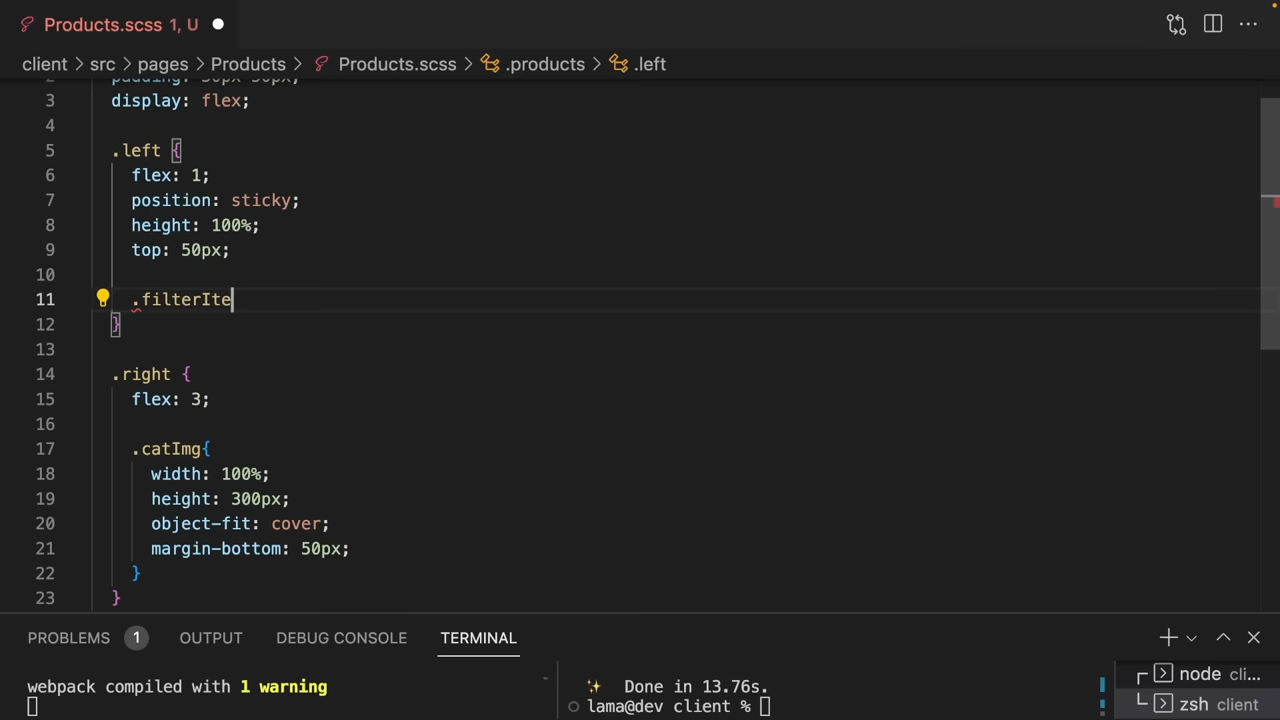 Products.scss 1, U
client > src > pages > Products > Products.scss > .products > .left
2 padding: 30px 50px;
3 display: flex;
4
5 .left {
6 flex: 1;
7 position: sticky;
8 height: 100%;
9 top: 50px;
10
11 .filterIte
12 }
13
14 .right {
15 flex: 3;
16
17 .catImg{
18 width: 100%;
19 height: 300px;
20 object-fit: cover;
21 margin-bottom: 50px;
22 }
23 }
PROBLEMS 1 OUTPUT DEBUG CONSOLE TERMINAL
webpack compiled with 1 warning
✨ Done in 13.76s.
lama@dev client %
node cli...
zsh client